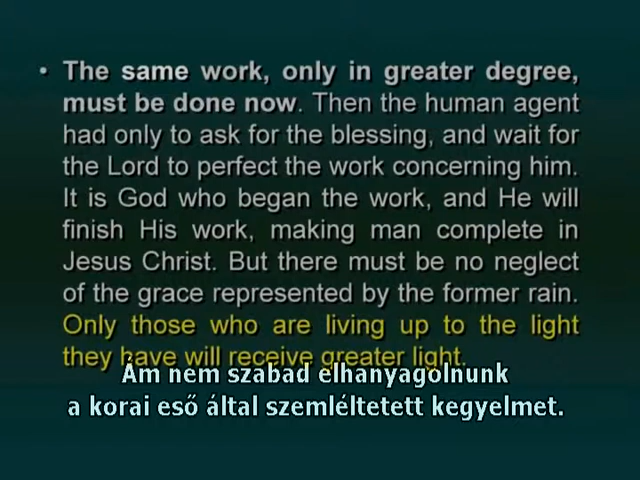 • The same work, only in greater degree,
must be done now. Then the human agent
had only to ask for the blessing, and wait for
the Lord to perfect the work concerning him.
It is God who began the work, and He will
finish His work, making man complete in
Jesus Christ. But there must be no neglect
of the grace represented by the former rain.
Only those who are living up to the light
they have will receive greater light.
Ám nem szabad elhanyagolnunk
a korai eső által szemléltetett kegyelmet.